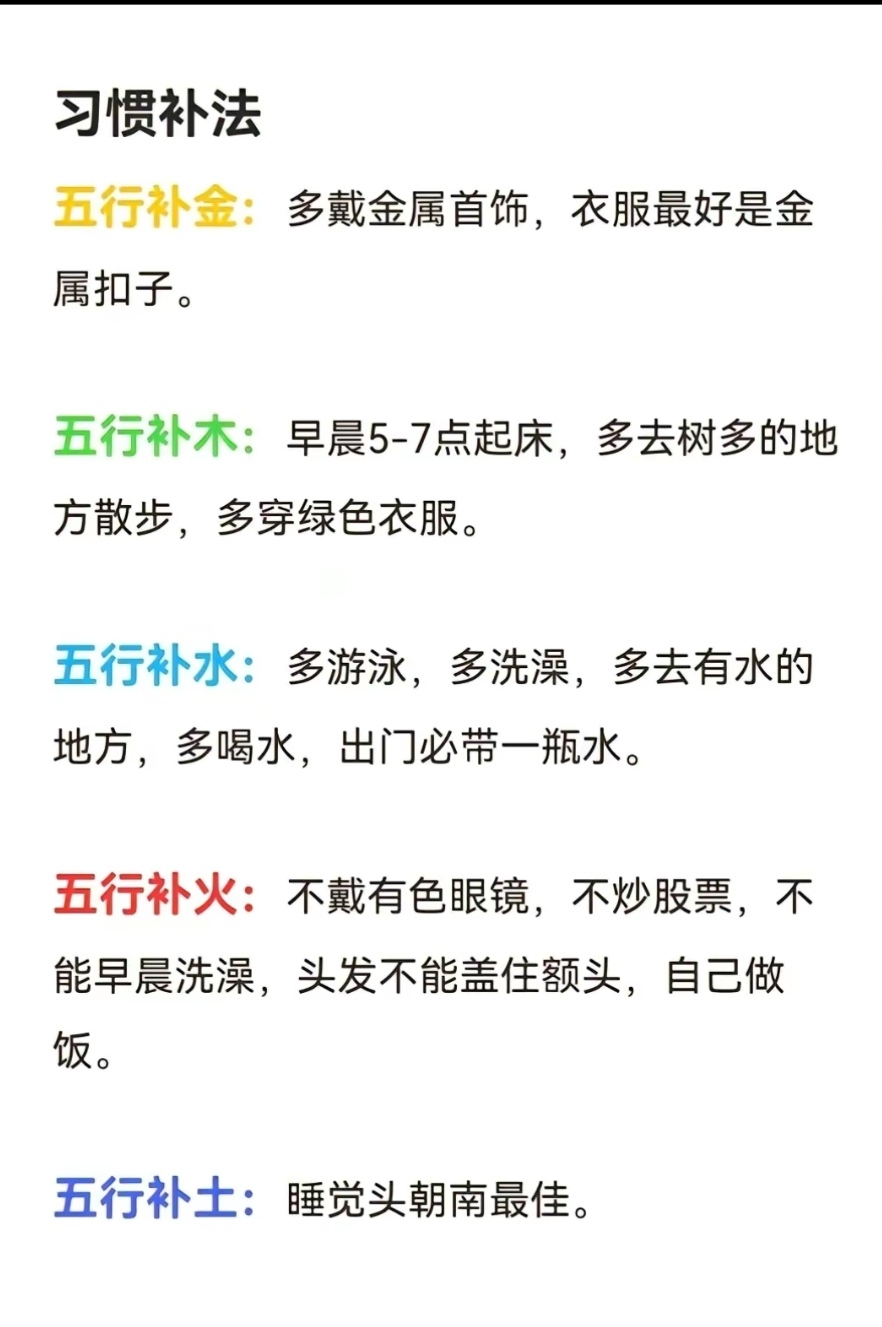 习惯补法
五行补金：多戴金属首饰，衣服最好是金
属扣子。
五行补木：早晨5-7点起床，多去树多的地
方散步，多穿绿色衣服。
五行补水：多游泳，多洗澡，多去有水的
地方，多喝水，出门必带一瓶水。
五行补火：不戴有色眼镜，不炒股票，不
能早晨洗澡，头发不能盖住额头，自己做
饭。
五行补土：睡觉头朝南最佳。